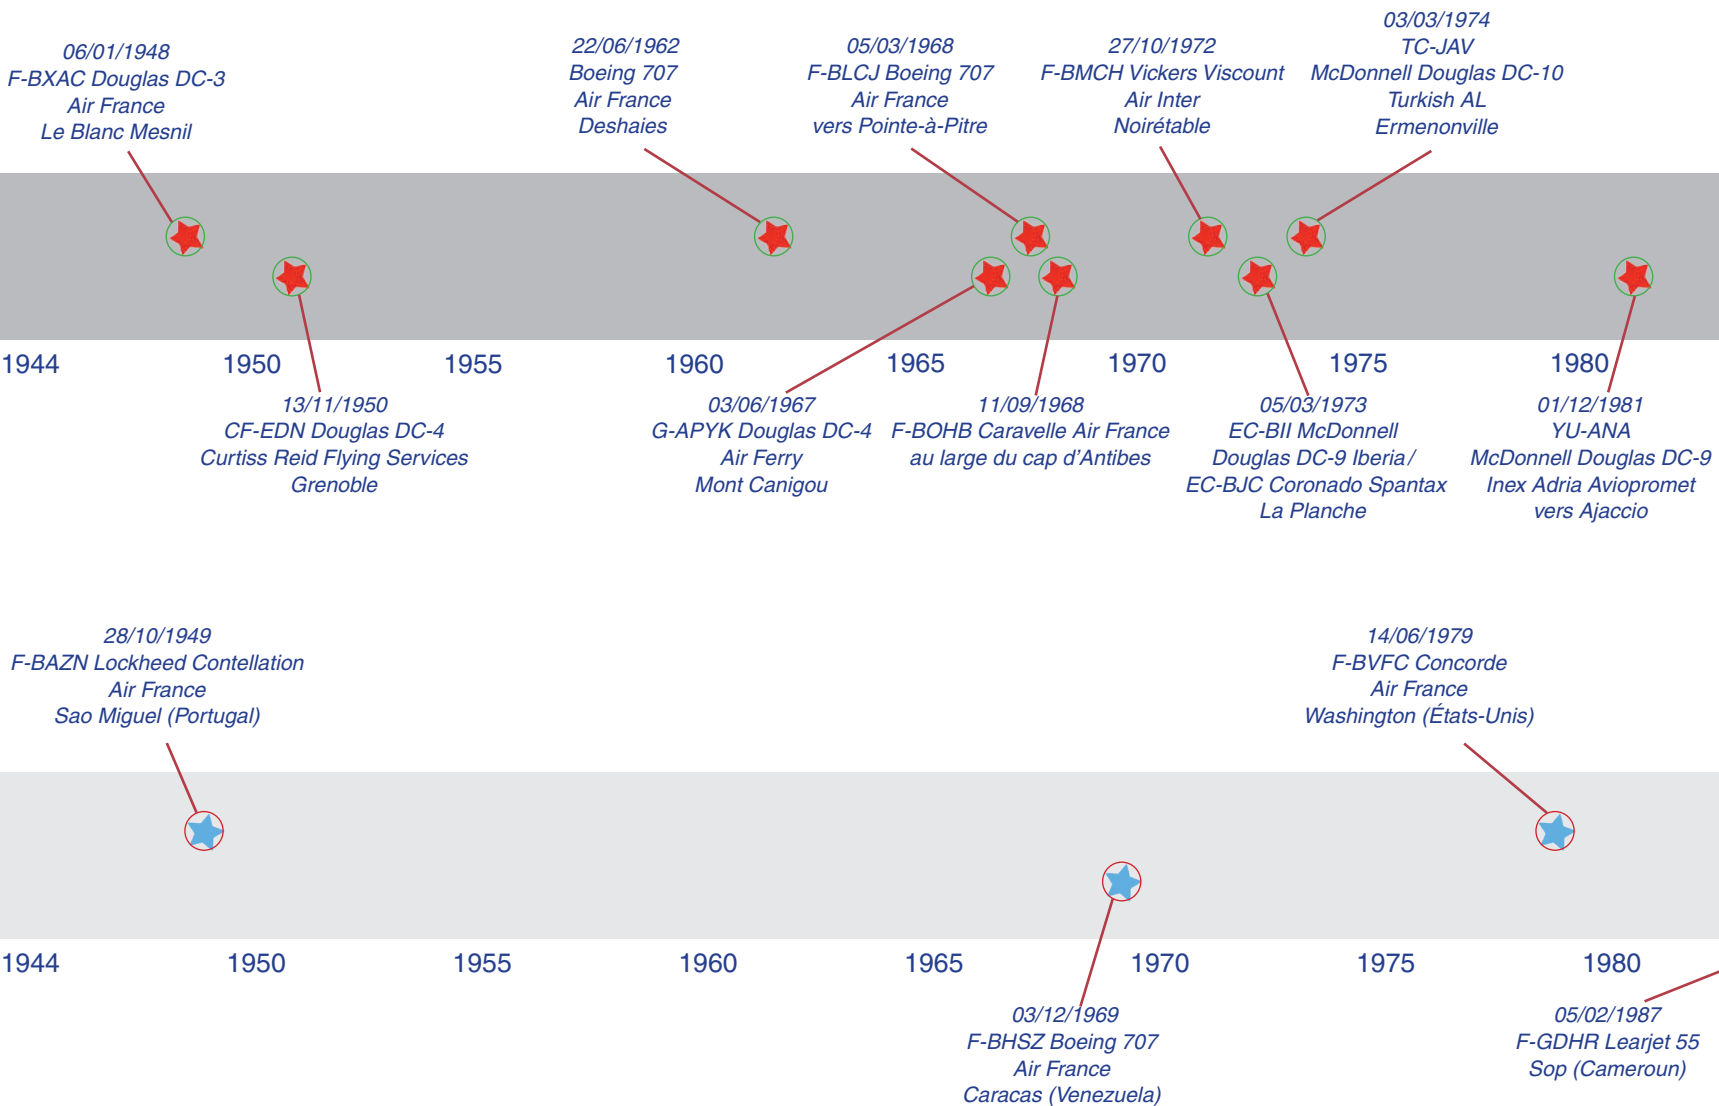 06/01/1948
F-BXAC Douglas DC-3
Air France
Le Blanc Mesnil
22/06/1962
Boeing 707
Air France
Deshaies
05/03/1968
F-BLCJ Boeing 707
Air France
vers Pointe-à-Pitre
27/10/1972
F-BMCH Vickers Viscount
Air Inter
Noirétable
03/03/1974
TC-JAV
McDonnell Douglas DC-10
Turkish AL
Ermenonville
1944 1950 1955 1960 1965 1970 1975 1980
13/11/1950
CF-EDN Douglas DC-4
Curtiss Reid Flying Services
Grenoble
03/06/1967
G-APYK Douglas DC-4
Air Ferry
Mont Canigou
11/09/1968
F-BOHB Caravelle Air France
au large du cap d’Antibes
05/03/1973
EC-BII McDonnell
Douglas DC-9 Iberia/
EC-BJC Coronado Spantax
La Planche
01/12/1981
YU-ANA
McDonnell Douglas DC-9
Inex Adria Aviopromet
vers Ajaccio
28/10/1949
F-BAZN Lockheed Contellation
Air France
Sao Miguel (Portugal)
14/06/1979
F-BVFC Concorde
Air France
Washington (États-Unis)
1944 1950 1955 1960 1965 1970 1975 1980
03/12/1969
F-BHSZ Boeing 707
Air France
Caracas (Venezuela)
05/02/1987
F-GDHR Learjet 55
Sop (Cameroun)